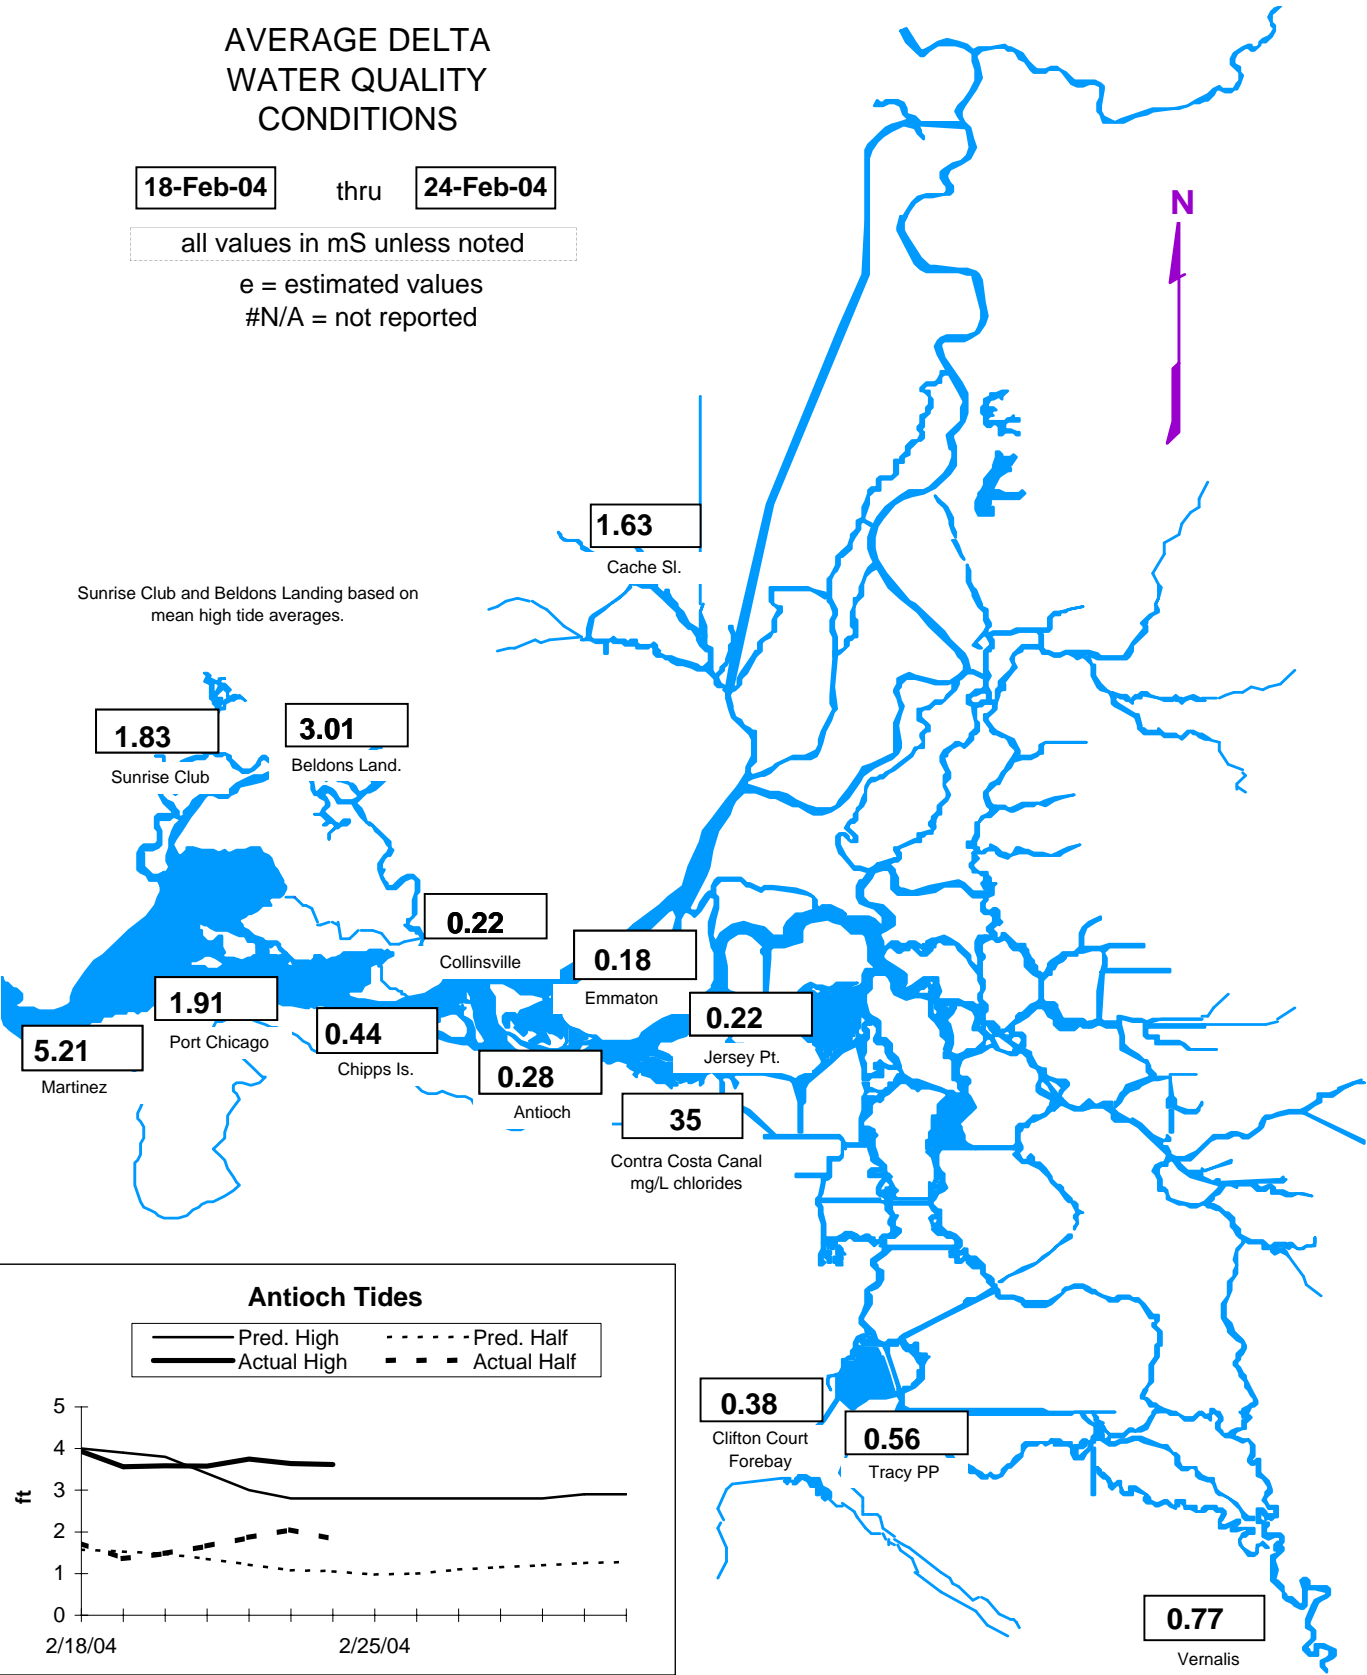 AVERAGE DELTA
WATER QUALITY
CONDITIONS
18-Feb-04 thru 24-Feb-04
all values in mS unless noted
e = estimated values
#N/A = not reported
N
1.63
Cache Sl.
Sunrise Club and Beldons Landing based on
mean high tide averages.
1.83
Sunrise Club
3.01
Beldons Land.
0.22
Collinsville
0.18
Emmaton
1.91
Port Chicago
0.44
Chipps Is.
0.22
Jersey Pt.
5.21
Martinez
0.28
Antioch
35
Contra Costa Canal
mg/L chlorides
Antioch Tides
Pred. High Pred. Half
Actual High Actual Half
5
4
3
2
1
0
ft
2/18/04 2/25/04
0.38
Clifton Court
Forebay
0.56
Tracy PP
0.77
Vernalis